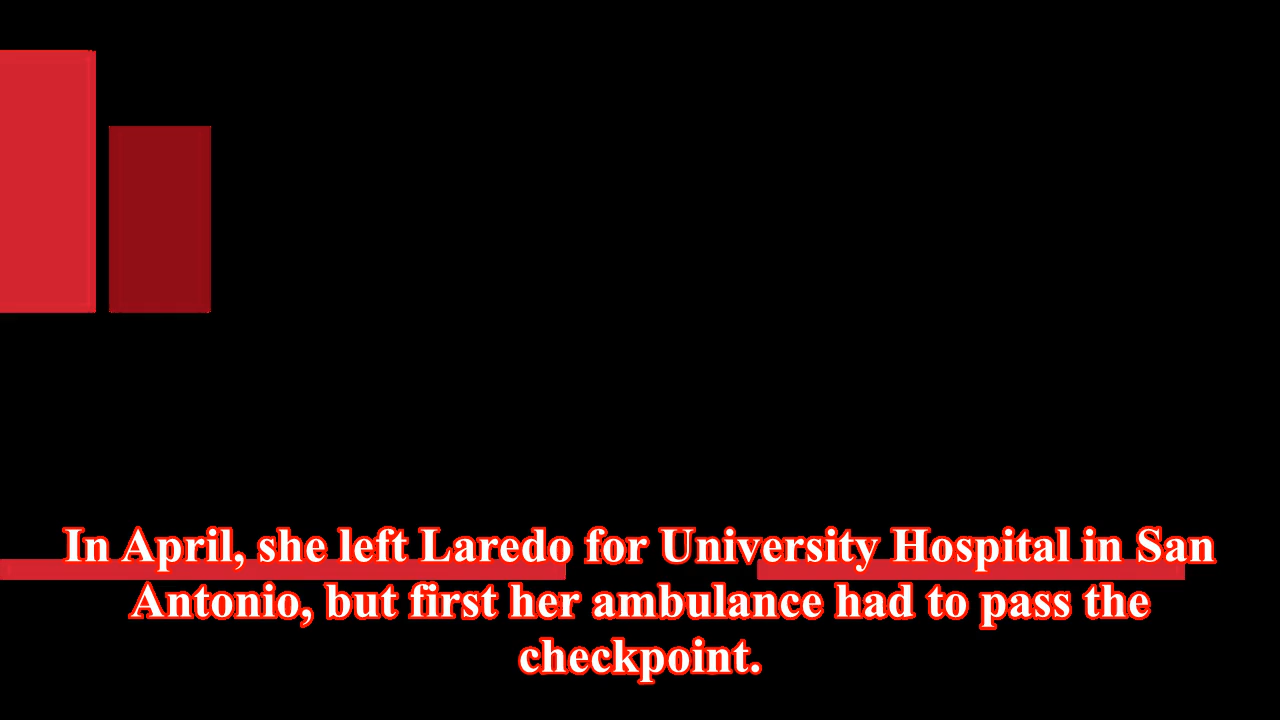 In April, she left Laredo for University Hospital in San
Antonio, but first her ambulance had to pass the
checkpoint.